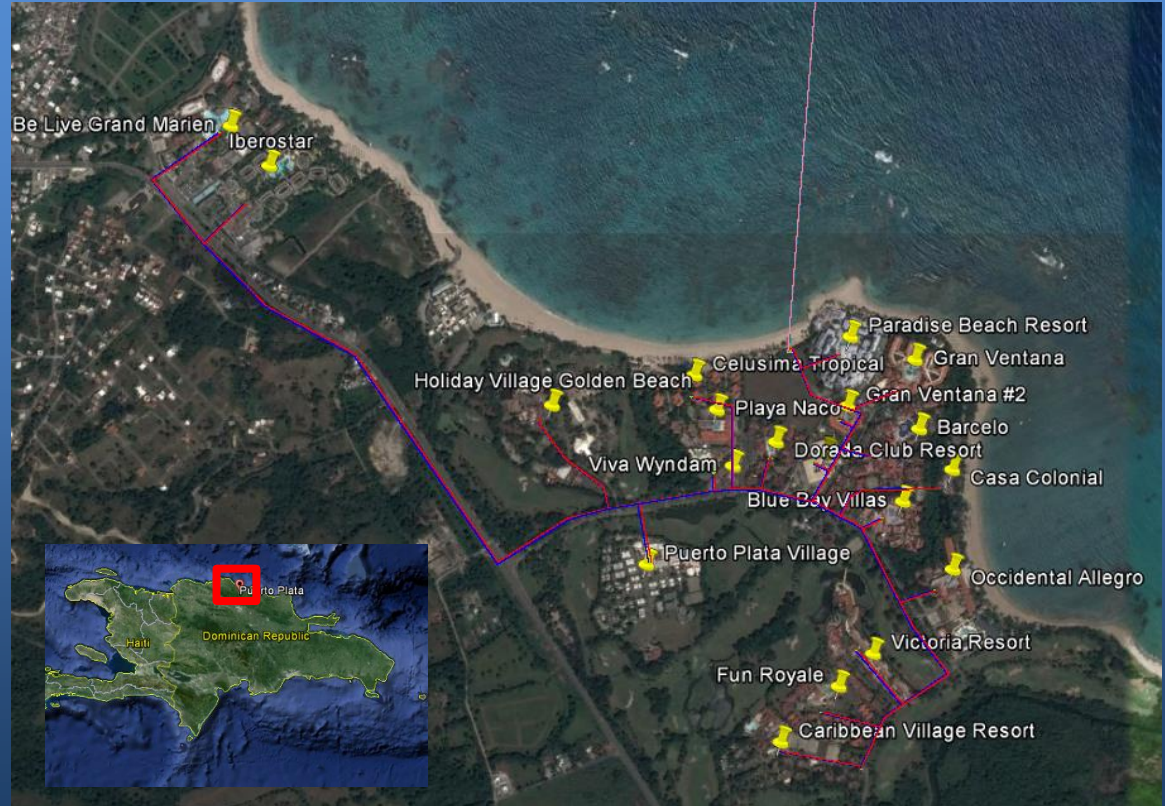 Be Live Grand Marien
Iberostar
Paradise Beach Resort
Gran Ventana
Celusima Tropical
Holiday Village Golden Beach
Gran Ventana #2
Playa Naco
Barcelo
Dorada Club Resort
Viva Wyndam
Casa Colonial
Blue Bay Villas
Puerto Plata Village
Occidental Allegro
Victoria Resort
Fun Royale
Caribbean Village Resort
Puerto Plata
Haiti
Dominican Republic